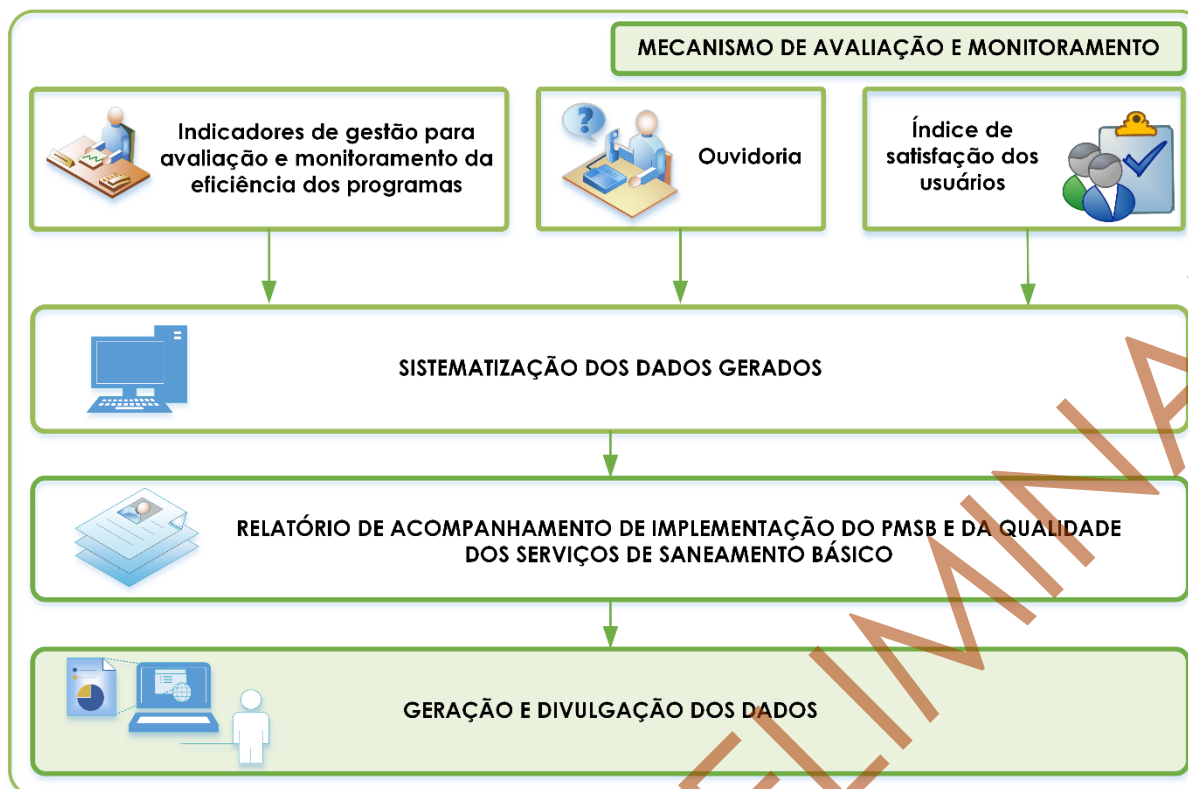 MECANISMO DE AVALIAÇÃO E MONITORAMENTO
Indicadores de gestão para
avaliação e monitoramento da
eficiência dos programas
?
Ouvidoria
Índice de
satisfação dos
usuários
SISTEMATIZAÇÃO DOS DADOS GERADOS
RELATÓRIO DE ACOMPANHAMENTO DE IMPLEMENTAÇÃO DO PMSB E DA QUALIDADE
DOS SERVIÇOS DE SANEAMENTO BÁSICO
GERAÇÃO E DIVULGAÇÃO DOS DADOS
ELIMINA